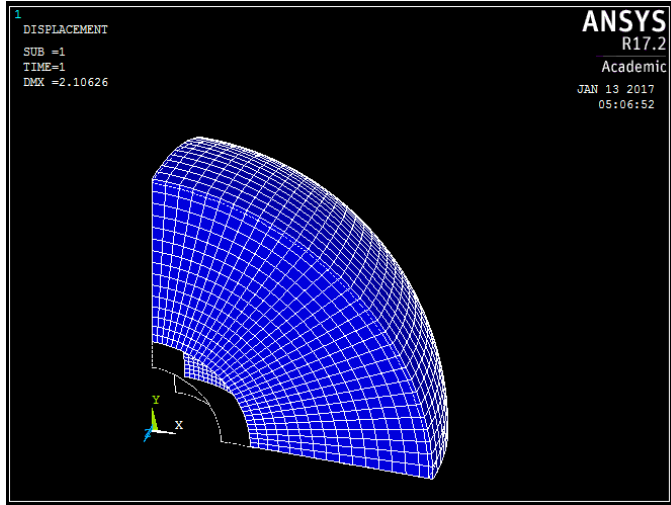 1
DISPLACEMENT
SUB =1
TIME=1
DMX =2.10626
ANSYS
R17.2
Academic
JAN 13 2017
05:06:52
Y
X
Z